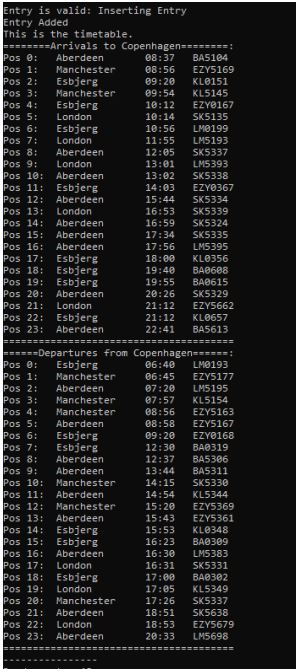 Entry is valid: Inserting Entry
Entry Added
This is the timetable.
========Arrivals to Copenhagen========:
Pos 0: Aberdeen 08:37 BA5104
Pos 1: Manchester 08:56 EZY5169
Pos 2: Esbjerg 09:20 KL0151
Pos 3: Manchester 09:54 KL5145
Pos 4: Esbjerg 10:12 EZY0167
Pos 5: London 10:14 SK5135
Pos 6: Esbjerg 10:56 LM0199
Pos 7: London 11:55 LM5193
Pos 8: Aberdeen 12:05 SK5337
Pos 9: London 13:01 LM5393
Pos 10: Aberdeen 13:02 SK5338
Pos 11: Esbjerg 14:03 EZY0367
Pos 12: Aberdeen 15:44 SK5334
Pos 13: London 16:53 SK5339
Pos 14: Aberdeen 16:59 SK5324
Pos 15: Aberdeen 17:34 SK5335
Pos 16: Aberdeen 17:56 LM5395
Pos 17: Esbjerg 18:00 KL0356
Pos 18: Esbjerg 19:40 BA0608
Pos 19: Esbjerg 19:55 BA0615
Pos 20: Aberdeen 20:26 SK5329
Pos 21: London 21:12 EZY5662
Pos 22: Esbjerg 21:12 KL0657
Pos 23: Aberdeen 22:41 BA5613
=====================================
======Departures from Copenhagen======:
Pos 0: Esbjerg 06:40 LM0193
Pos 1: Manchester 06:45 EZY5177
Pos 2: Aberdeen 07:20 LM5195
Pos 3: Manchester 07:57 KL5154
Pos 4: Manchester 08:56 EZY5163
Pos 5: Aberdeen 08:58 EZY5167
Pos 6: Esbjerg 09:20 EZY0168
Pos 7: Esbjerg 12:30 BA0319
Pos 8: Aberdeen 12:37 BA5306
Pos 9: Aberdeen 13:44 BA5311
Pos 10: Manchester 14:15 SK5330
Pos 11: Aberdeen 14:54 KL5344
Pos 12: Manchester 15:20 EZY5369
Pos 13: Aberdeen 15:43 EZY5361
Pos 14: Esbjerg 15:53 KL0348
Pos 15: Esbjerg 16:23 BA0309
Pos 16: Aberdeen 16:30 LM5383
Pos 17: London 16:31 SK5331
Pos 18: Esbjerg 17:00 BA0302
Pos 19: London 17:05 KL5349
Pos 20: Manchester 17:26 SK5337
Pos 21: Aberdeen 18:51 SK5638
Pos 22: London 18:53 EZY5679
Pos 23: Aberdeen 20:33 LM5698
=====================================
----------------